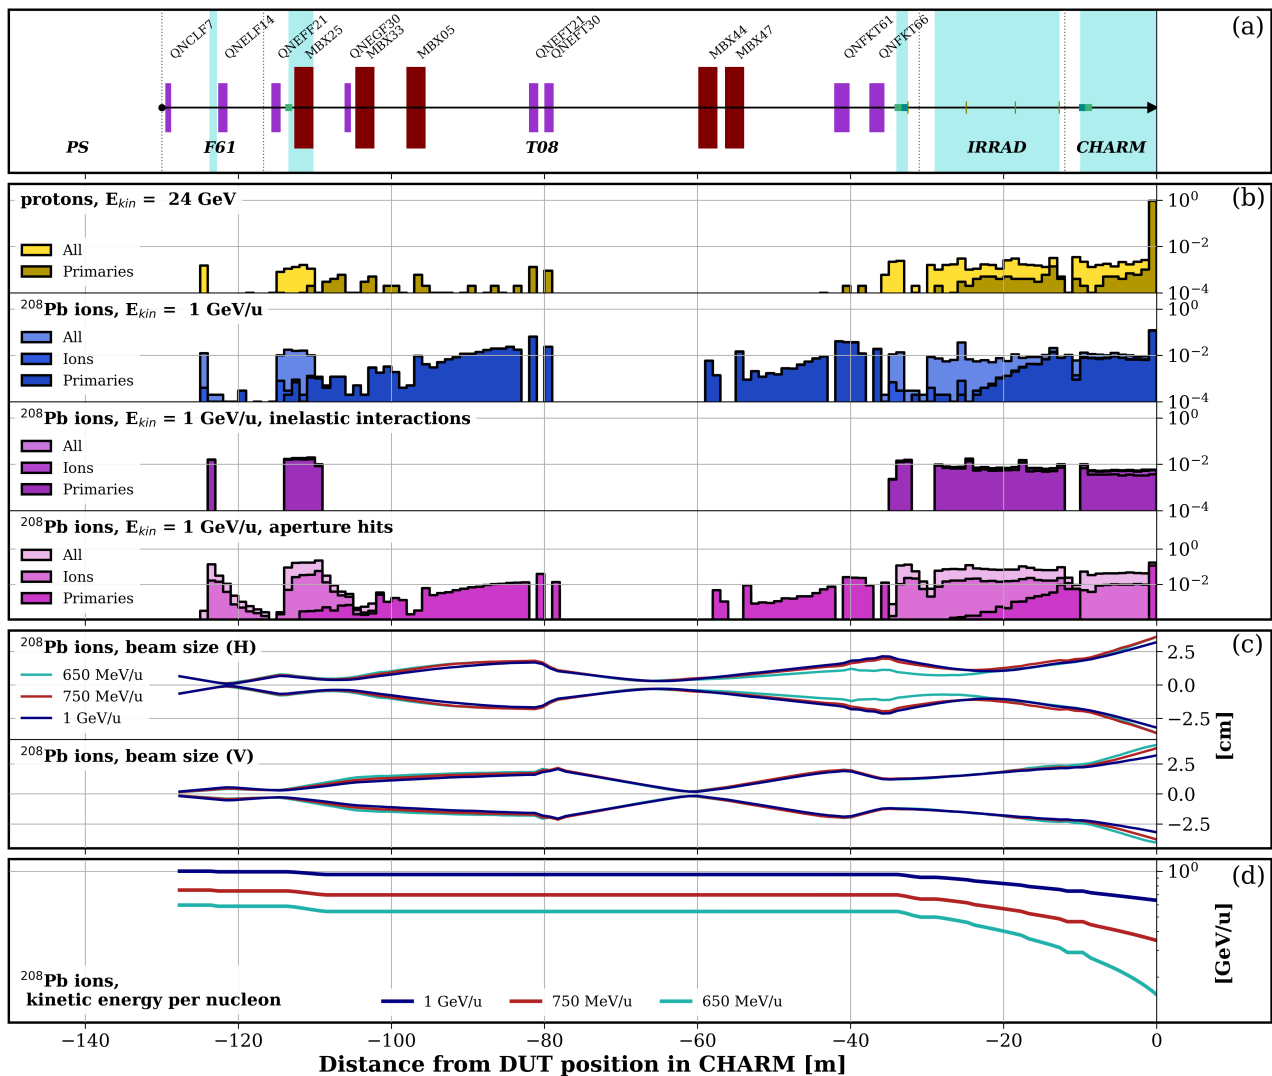 (a)
QNCLF7
QNELF14
QNEFF21
MBX25
QNEGF30
MBX33
MBX05
QNEFT21
QNEFT30
MBX44
MBX47
QNFKT61
QNFKT66
PS
F61
T08
IRRAD
CHARM
(b)
protons, E_kin = 24 GeV
All
Primaries
10^0
10^−2
10^−4
^208Pb ions, E_kin = 1 GeV/u
All
Ions
Primaries
10^0
10^−2
10^−4
^208Pb ions, E_kin = 1 GeV/u, inelastic interactions
All
Ions
Primaries
10^0
10^−2
10^−4
^208Pb ions, E_kin = 1 GeV/u, aperture hits
All
Ions
Primaries
10^0
10^−2
(c)
^208Pb ions, beam size (H)
650 MeV/u
750 MeV/u
1 GeV/u
2.5
0.0
−2.5
[cm]
^208Pb ions, beam size (V)
2.5
0.0
−2.5
(d)
10^0
[GeV/u]
^208Pb ions,
kinetic energy per nucleon
1 GeV/u 750 MeV/u 650 MeV/u
−140 −120 −100 −80 −60 −40 −20 0
Distance from DUT position in CHARM [m]